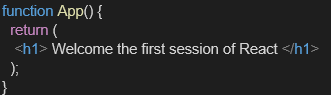 function App() {
  return (
    <h1> Welcome the first session of React </h1>
  );
}